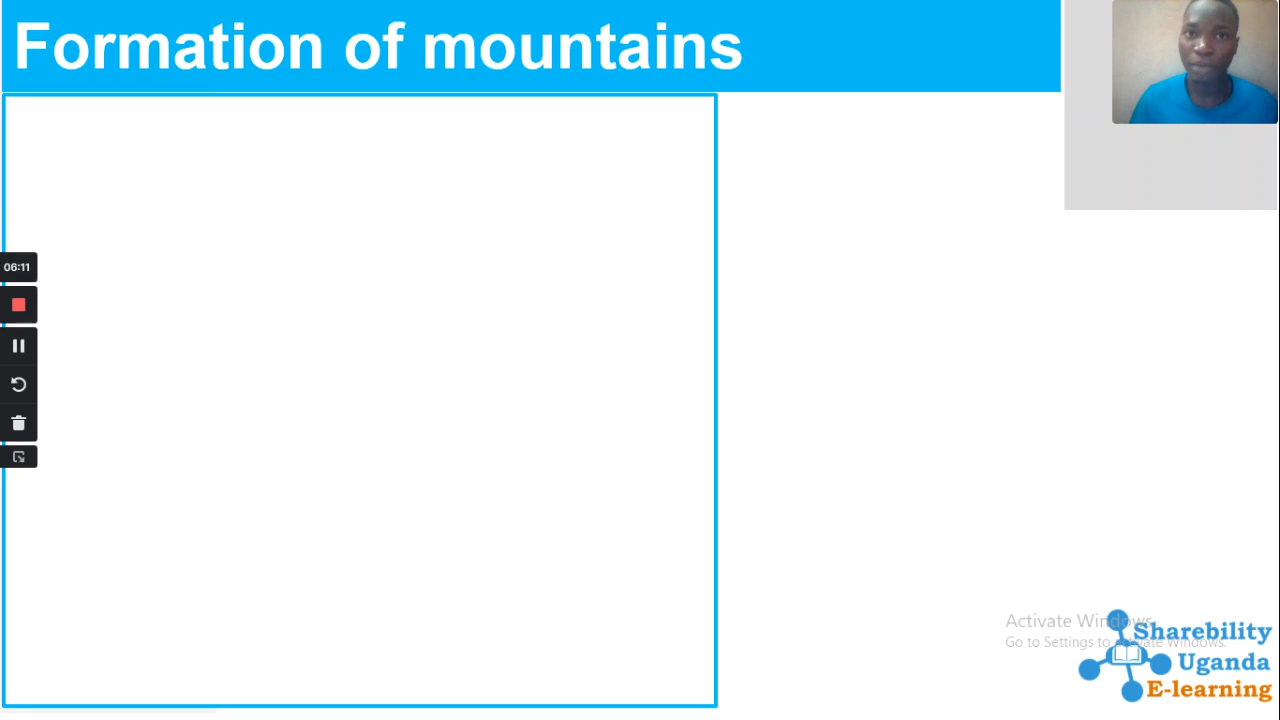 Formation of mountains
06:11
Activate Windows
Go to Settings to activate Windows.
Sharebility
Uganda
E-learning